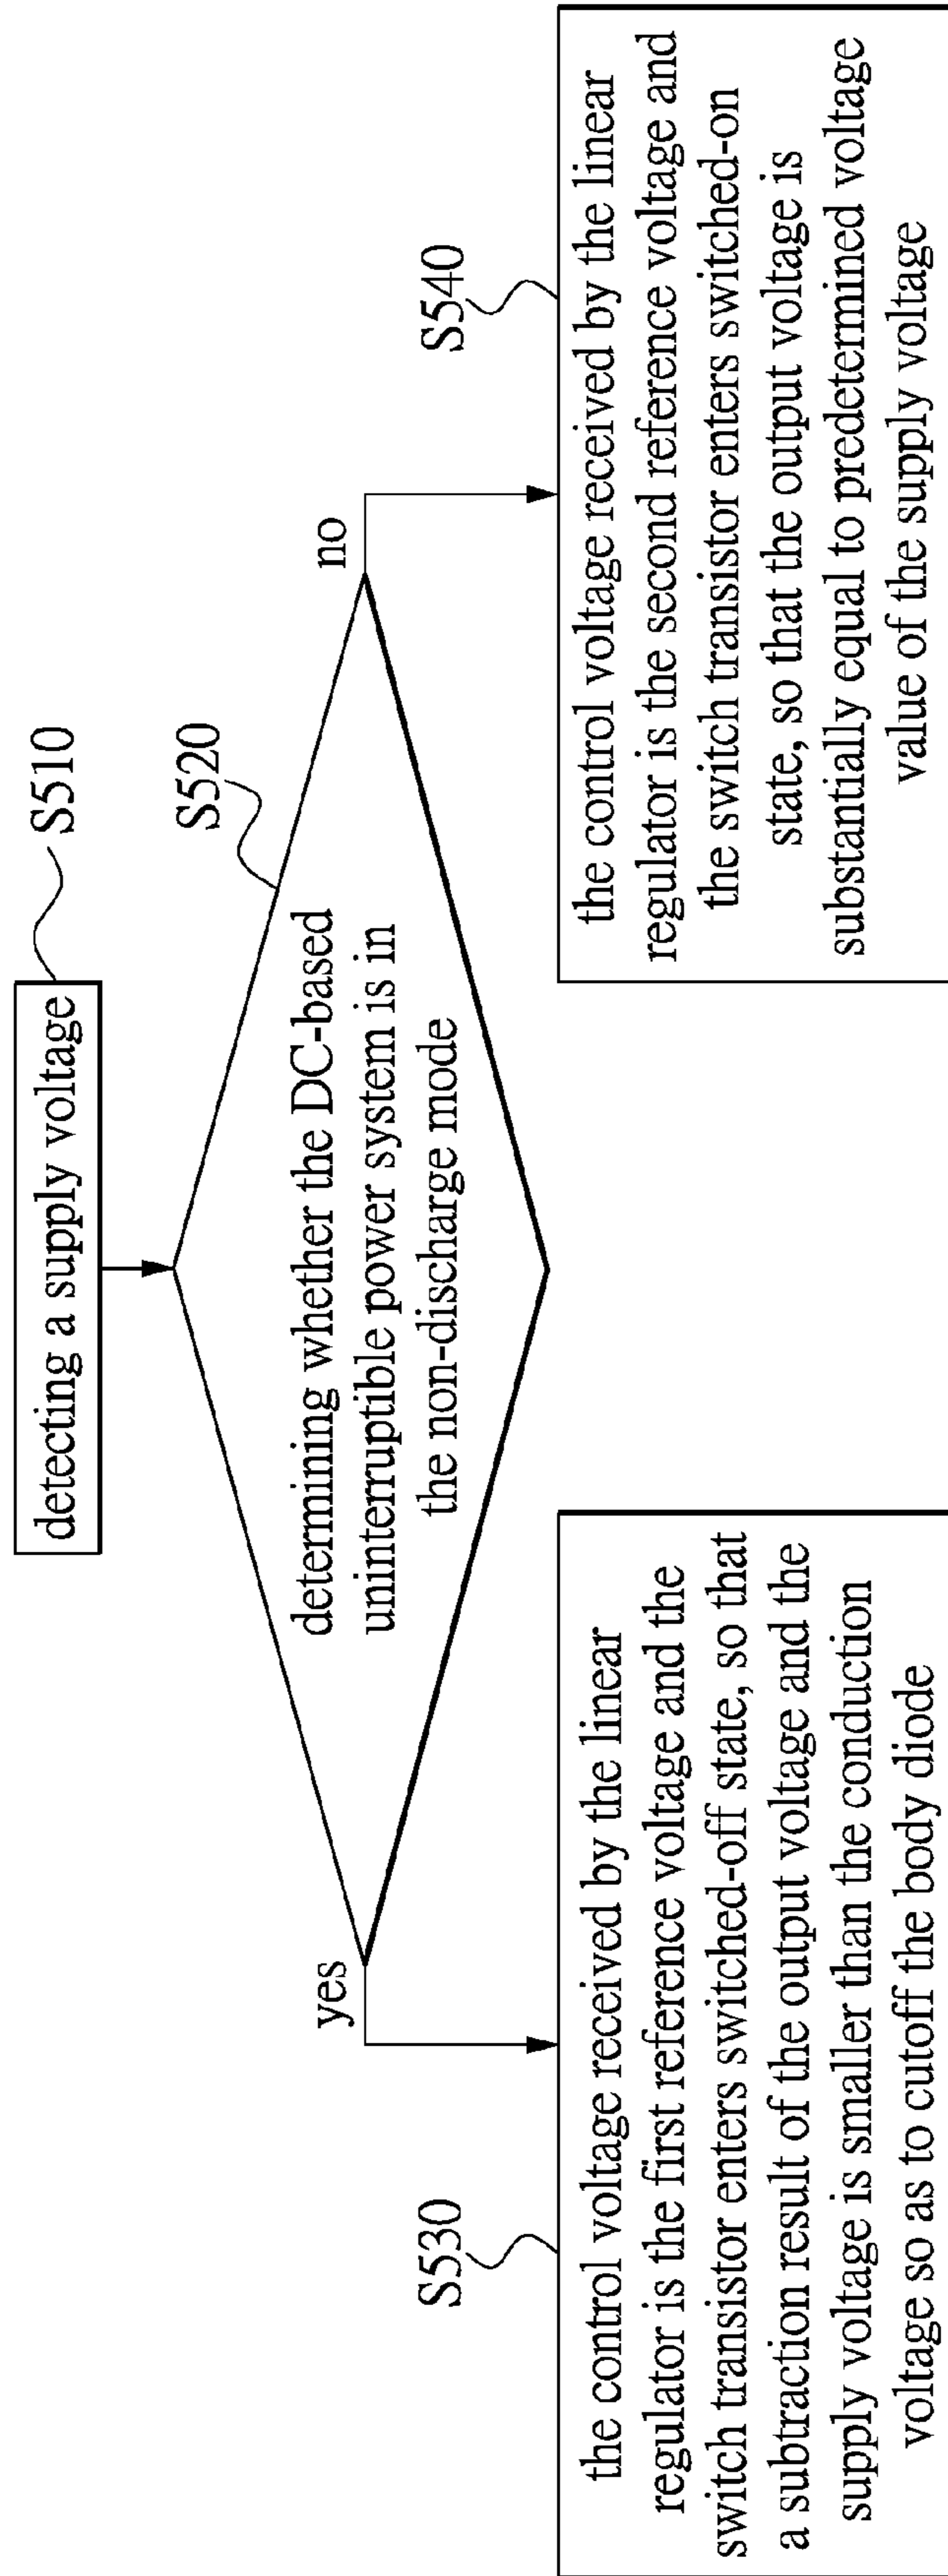 detecting a supply voltage
S510
S520
determining whether the DC-based
uninterruptible power system is in
the non-discharge mode
yes
no
S530
the control voltage received by the linear
regulator is the first reference voltage and the
switch transistor enters switched-off state, so that
a subtraction result of the output voltage and the
supply voltage is smaller than the conduction
voltage so as to cutoff the body diode
S540
the control voltage received by the linear
regulator is the second reference voltage and
the switch transistor enters switched-on
state, so that the output voltage is
substantially equal to predetermined voltage
value of the supply voltage